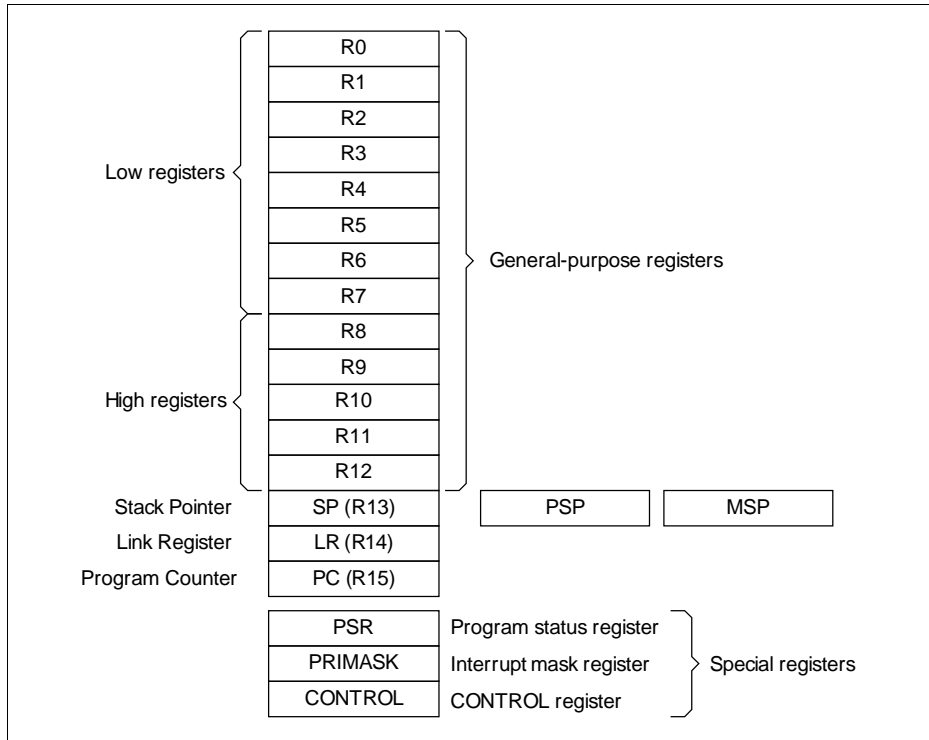 R0
R1
R2
R3
Low registers
R4
R5
R6
General-purpose registers
R7
R8
R9
High registers
R10
R11
R12
Stack Pointer SP (R13) PSP MSP
Link Register LR (R14)
Program Counter PC (R15)
PSR Program status register
PRIMASK Interrupt mask register Special registers
CONTROL CONTROL register